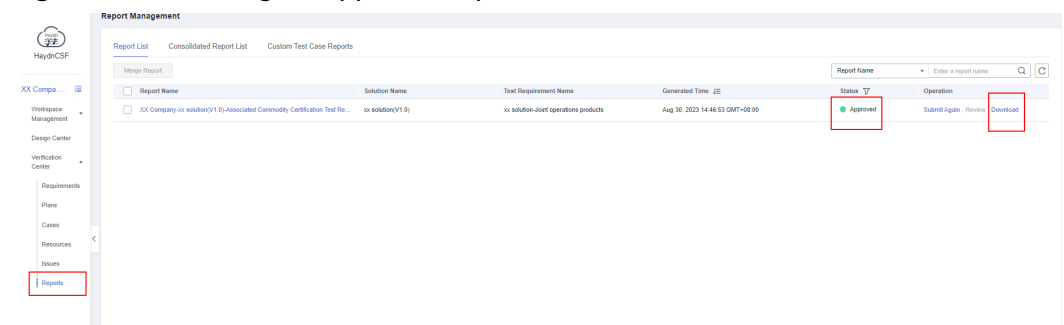 Report Management
Haydn
HaydnCSF
Report List Consolidated Report List Custom Test Case Reports
Merge Report Report Name Enter a report name
XX Compa...
Report Name Solution Name Test Requirement Name Generated Time Status Operation
XX Company-xx solution(V1.0)-Associated Commodity Certification Test Re... xx solution(V1.0) xx solution-Joint operations products Aug 30, 2023 14:46:53 GMT+08:00 Approved Submit Again Review Download
Workspace
Management
Design Center
Verification
Center
Requirements
Plans
Cases
Resources
Issues
Reports